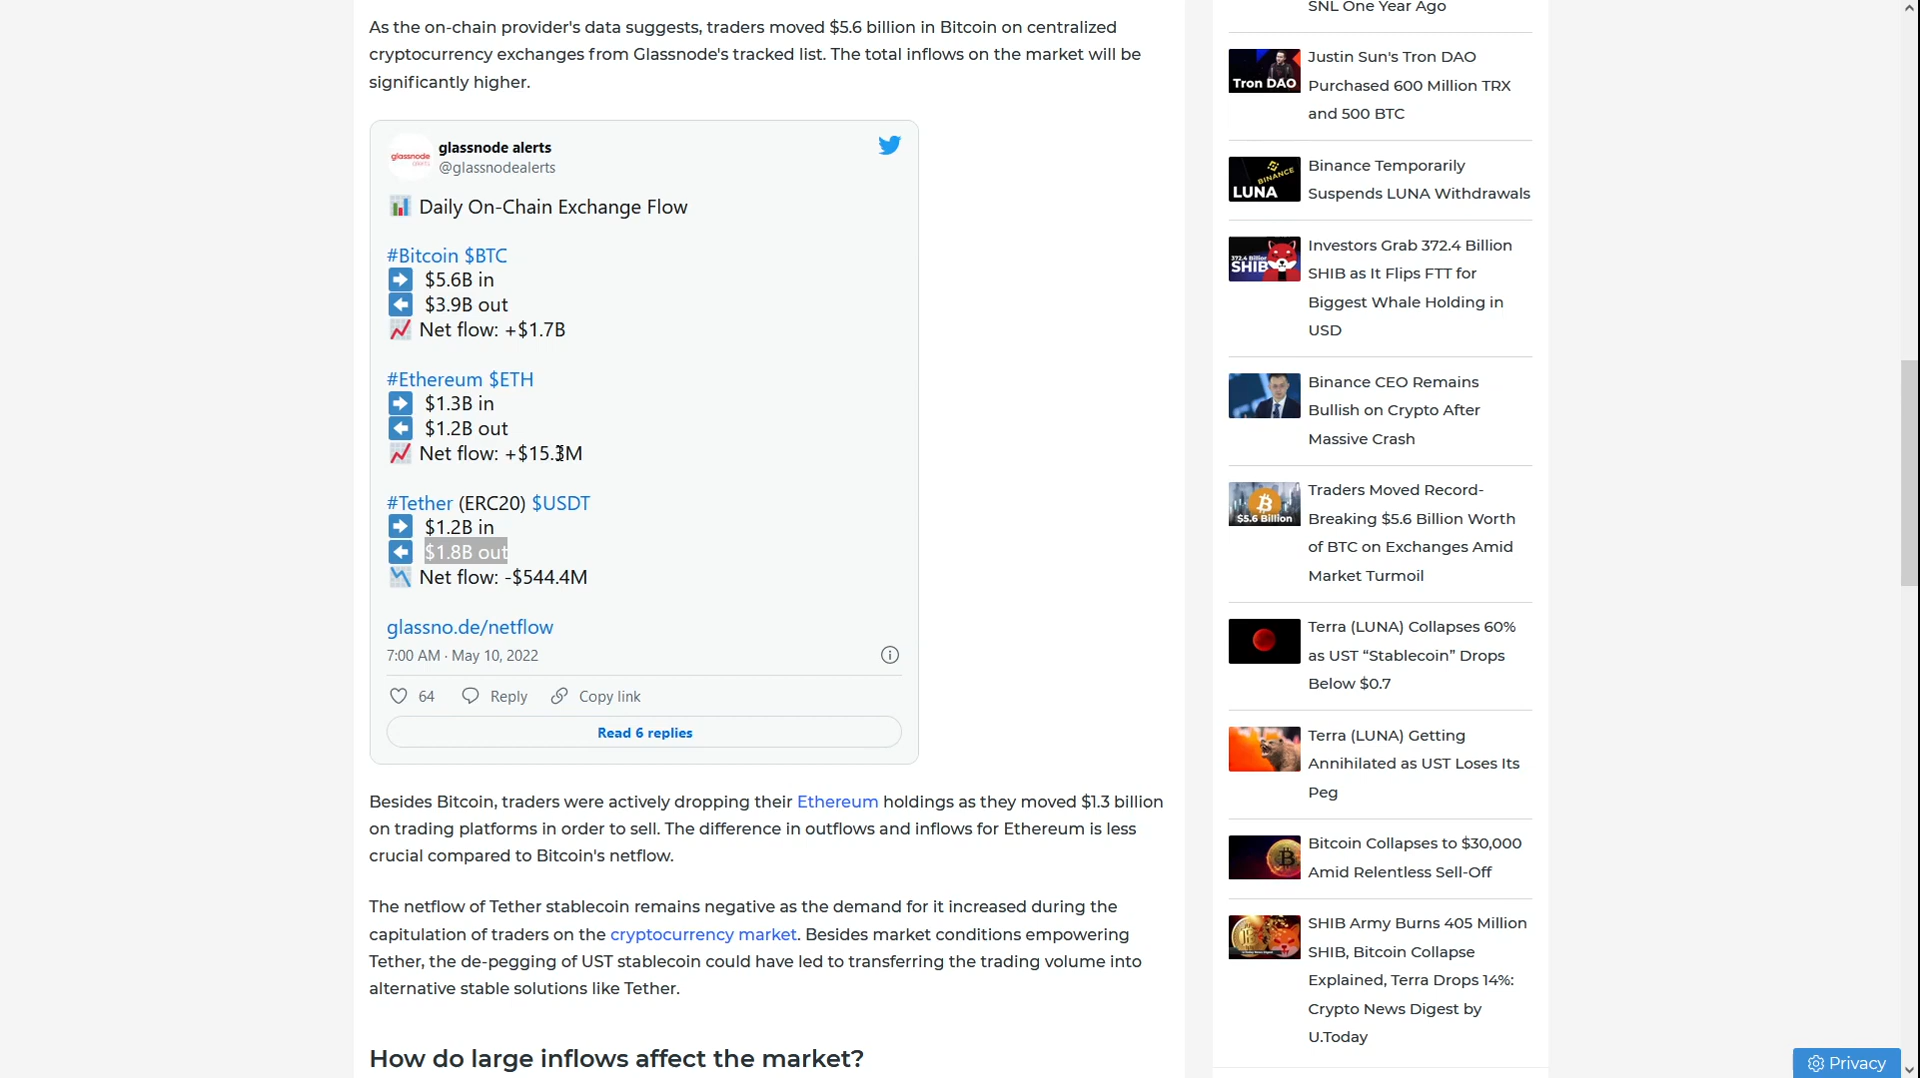 As the on-chain provider's data suggests, traders moved $5.6 billion in Bitcoin on centralized
cryptocurrency exchanges from Glassnode's tracked list. The total inflows on the market will be
significantly higher.
glassnode
alerts
glassnode alerts
@glassnodealerts
Daily On-Chain Exchange Flow
#Bitcoin $BTC
$5.6B in
$3.9B out
Net flow: +$1.7B
#Ethereum $ETH
$1.3B in
$1.2B out
Net flow: +$15.3M
#Tether (ERC20) $USDT
$1.2B in
$1.8B out
Net flow: -$544.4M
glassno.de/netflow
7:00 AM · May 10, 2022
64 Reply Copy link
Read 6 replies
Besides Bitcoin, traders were actively dropping their Ethereum holdings as they moved $1.3 billion
on trading platforms in order to sell. The difference in outflows and inflows for Ethereum is less
crucial compared to Bitcoin's netflow.
The netflow of Tether stablecoin remains negative as the demand for it increased during the
capitulation of traders on the cryptocurrency market. Besides market conditions empowering
Tether, the de-pegging of UST stablecoin could have led to transferring the trading volume into
alternative stable solutions like Tether.
How do large inflows affect the market?
SNL One Year Ago
Tron DAO
Justin Sun's Tron DAO
Purchased 600 Million TRX
and 500 BTC
BINANCE
LUNA
Binance Temporarily
Suspends LUNA Withdrawals
372.4 Billion
SHIB
Investors Grab 372.4 Billion
SHIB as It Flips FTT for
Biggest Whale Holding in
USD
Binance CEO Remains
Bullish on Crypto After
Massive Crash
$5.6 Billion
Traders Moved Record-
Breaking $5.6 Billion Worth
of BTC on Exchanges Amid
Market Turmoil
Terra (LUNA) Collapses 60%
as UST “Stablecoin” Drops
Below $0.7
Terra (LUNA) Getting
Annihilated as UST Loses Its
Peg
Bitcoin Collapses to $30,000
Amid Relentless Sell-Off
SHIB Army Burns 405 Million
SHIB, Bitcoin Collapse
Explained, Terra Drops 14%:
Crypto News Digest by
U.Today
Privacy